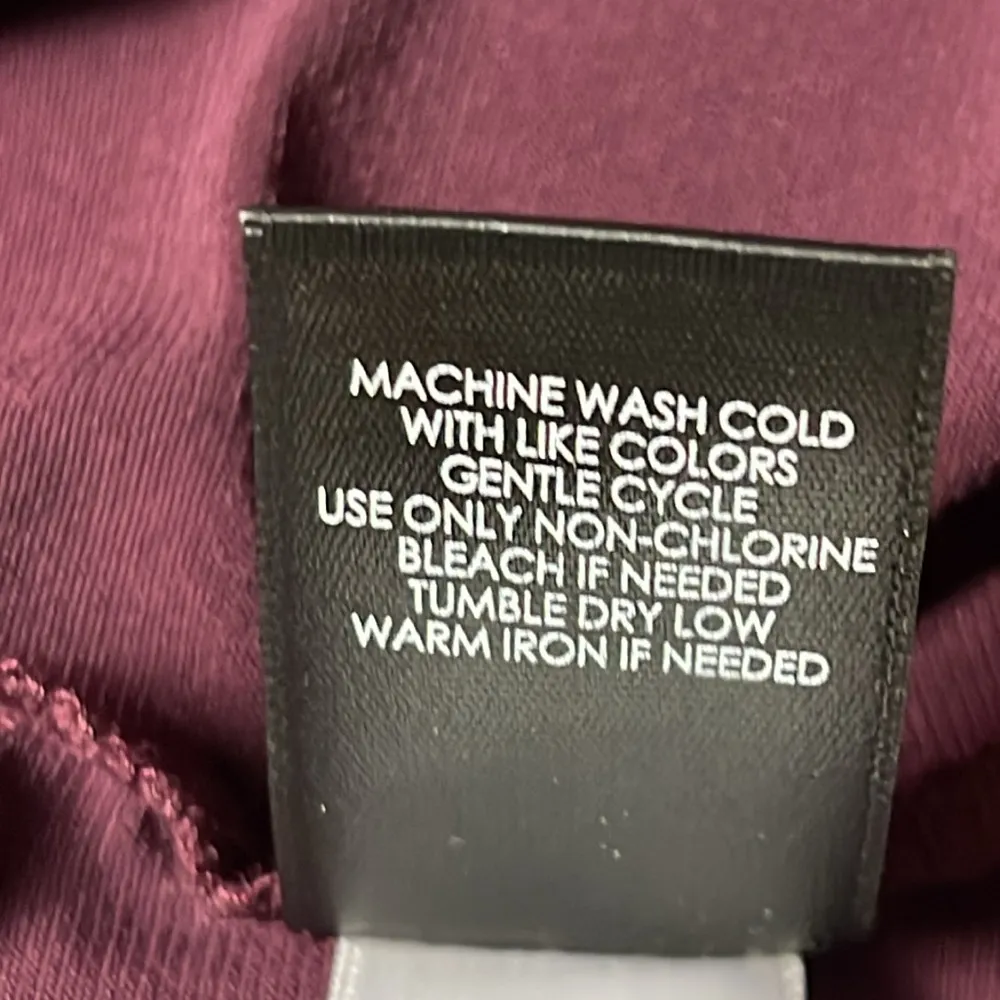 MACHINE WASH COLD
WITH LIKE COLORS
GENTLE CYCLE
USE ONLY NON-CHLORINE
BLEACH IF NEEDED
TUMBLE DRY LOW
WARM IRON IF NEEDED